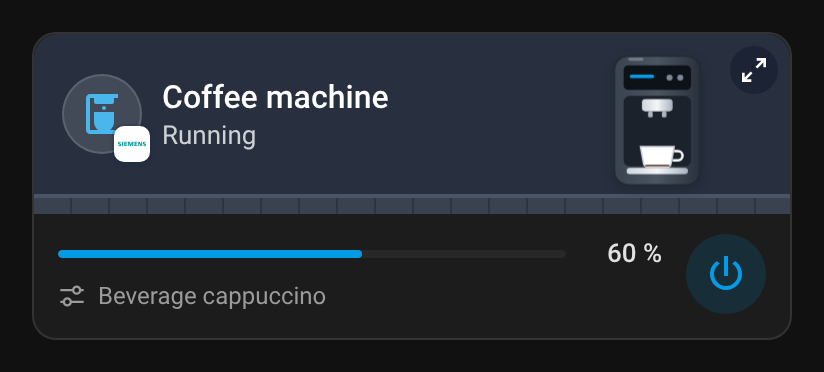 Coffee machine
Running
SIEMENS
60 %
Beverage cappuccino